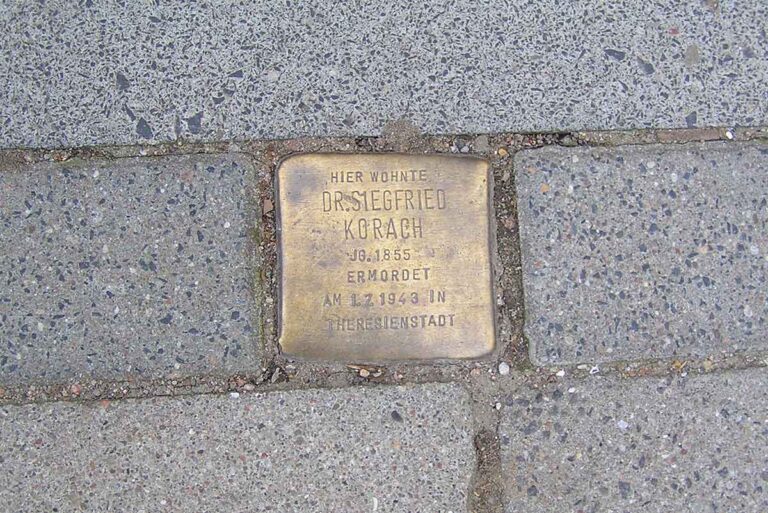 HIER WOHNTE
DR.SIEGFRIED
KORACH
JG.1855
ERMORDET
AM 1.7.1943 IN
THERESIENSTADT